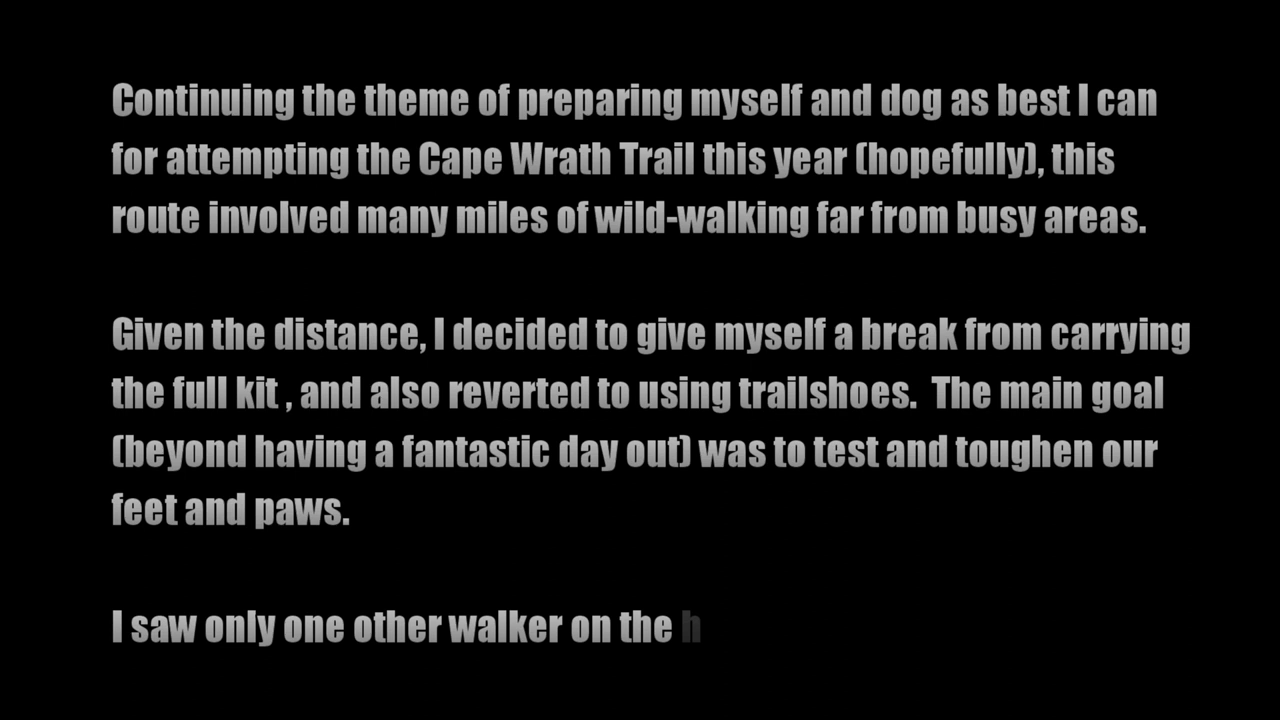 Continuing the theme of preparing myself and dog as best I can
for attempting the Cape Wrath Trail this year (hopefully), this
route involved many miles of wild-walking far from busy areas.
Given the distance, I decided to give myself a break from carrying
the full kit , and also reverted to using trailshoes.  The main goal
(beyond having a fantastic day out) was to test and toughen our
feet and paws.
I saw only one other walker on the h